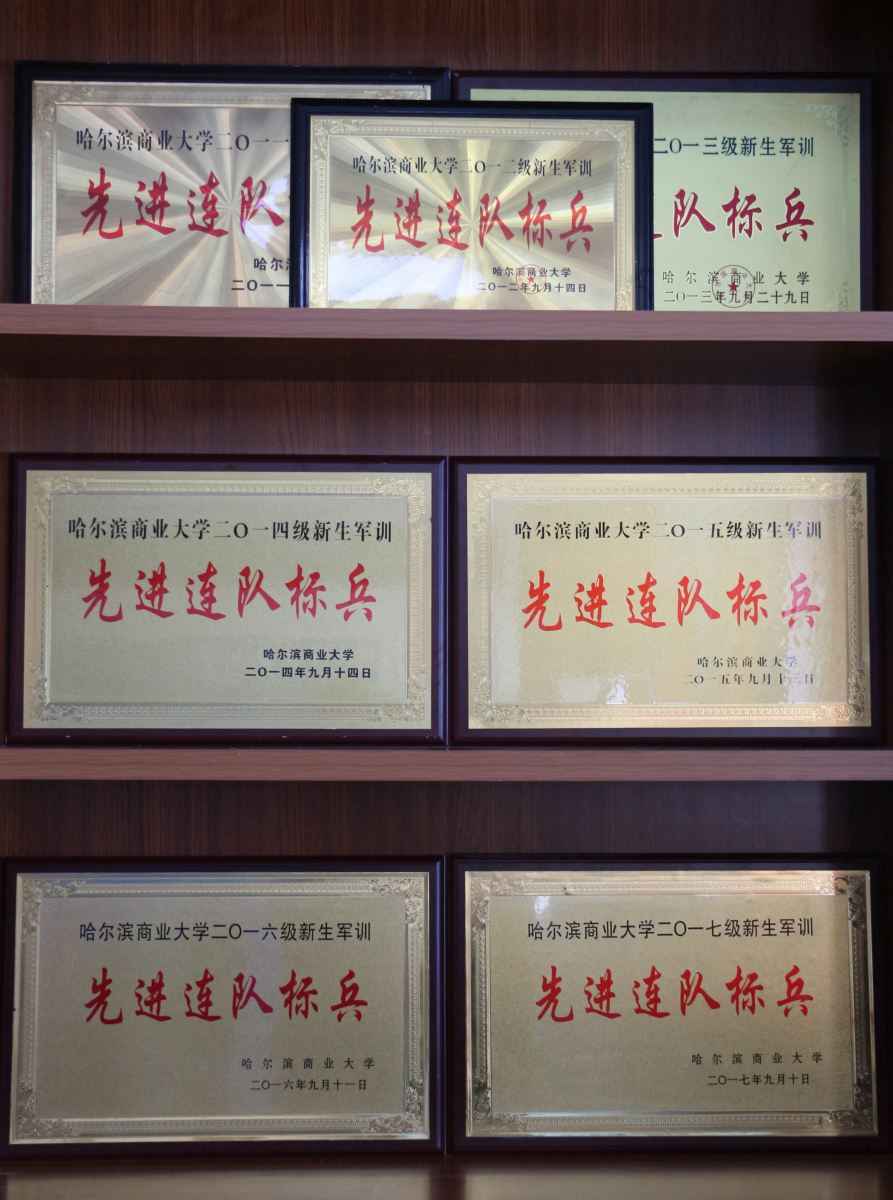 哈尔滨商业大学二〇一一
先进连队
哈尔
二〇一一
哈尔滨商业大学二〇一二级新生军训
先进连队标兵
哈尔滨商业大学
二〇一二年九月十四日
二〇一三级新生军训
队标兵
哈尔滨商业大学
二〇一三年九月二十九日
哈尔滨商业大学二〇一四级新生军训
先进连队标兵
哈尔滨商业大学
二〇一四年九月十四日
哈尔滨商业大学二〇一五级新生军训
先进连队标兵
哈尔滨商业大学
二〇一五年九月十三日
哈尔滨商业大学二〇一六级新生军训
先进连队标兵
哈尔滨商业大学
二〇一六年九月十一日
哈尔滨商业大学二〇一七级新生军训
先进连队标兵
哈尔滨商业大学
二〇一七年九月十日